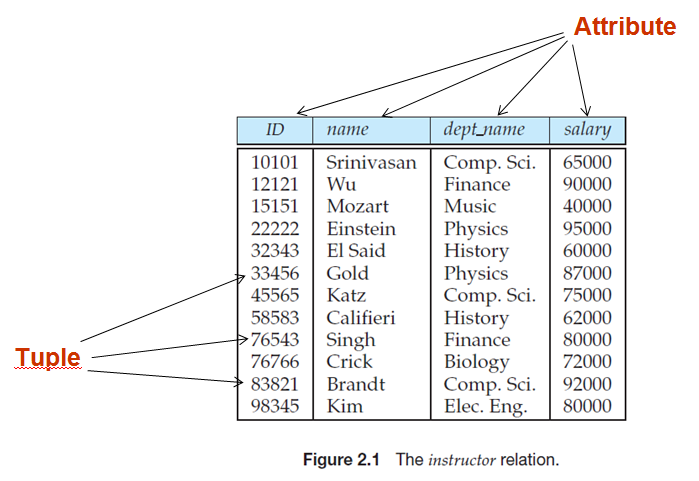 Attribute
ID name dept_name salary
10101 Srinivasan Comp. Sci. 65000
12121 Wu Finance 90000
15151 Mozart Music 40000
22222 Einstein Physics 95000
32343 El Said History 60000
33456 Gold Physics 87000
45565 Katz Comp. Sci. 75000
58583 Califieri History 62000
76543 Singh Finance 80000
76766 Crick Biology 72000
83821 Brandt Comp. Sci. 92000
98345 Kim Elec. Eng. 80000
Tuple
Figure 2.1 The instructor relation.